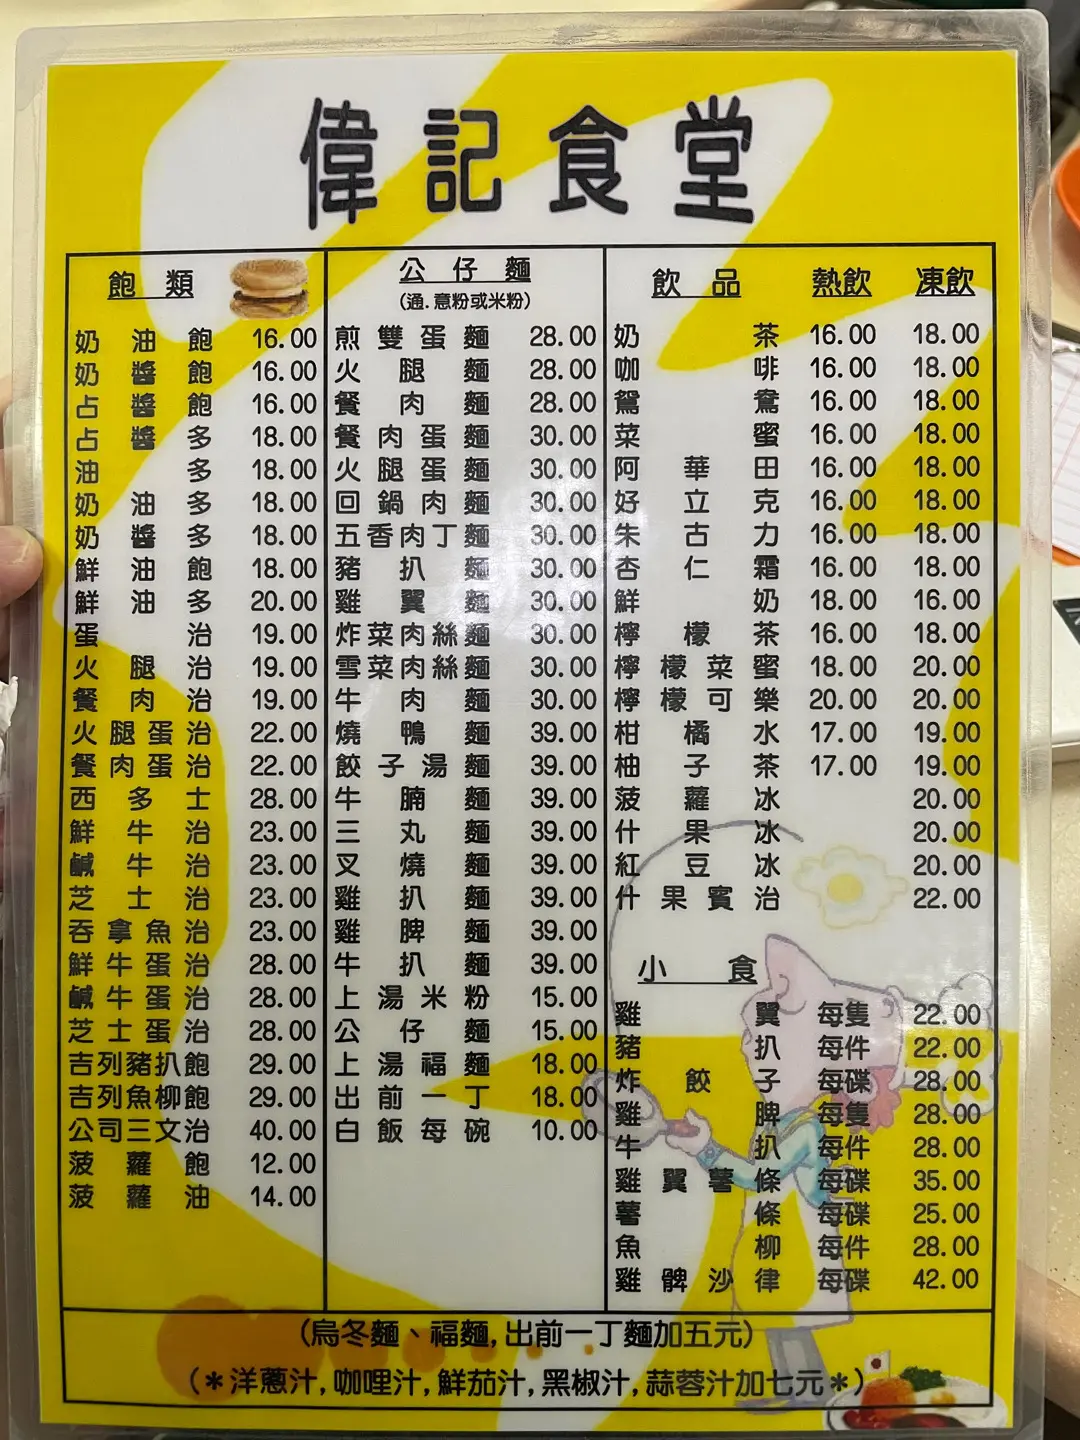 偉記食堂
飽類
奶油飽 16.00
奶醬飽 16.00
占醬飽 16.00
占醬多 18.00
油多 18.00
奶油多 18.00
奶醬多 18.00
鮮油飽 18.00
鮮油多 20.00
蛋治 19.00
火腿治 19.00
餐肉治 19.00
火腿蛋治 22.00
餐肉蛋治 22.00
西多士 28.00
鮮牛治 23.00
鹹牛治 23.00
芝士治 23.00
吞拿魚治 23.00
鮮牛蛋治 28.00
鹹牛蛋治 28.00
芝士蛋治 28.00
吉列豬扒飽 29.00
吉列魚柳飽 29.00
公司三文治 40.00
菠蘿飽 12.00
菠蘿油 14.00
公仔麵
(通.意粉或米粉)
煎雙蛋麵 28.00
火腿麵 28.00
餐肉麵 28.00
餐肉蛋麵 30.00
火腿蛋麵 30.00
回鍋肉麵 30.00
五香肉丁麵 30.00
豬扒麵 30.00
雞翼麵 30.00
炸菜肉絲麵 30.00
雪菜肉絲麵 30.00
牛肉麵 30.00
燒鴨麵 39.00
餃子湯麵 39.00
牛腩麵 39.00
三丸麵 39.00
叉燒麵 39.00
雞扒麵 39.00
雞脾麵 39.00
牛扒麵 39.00
上湯米粉 15.00
公仔麵 15.00
上湯福麵 18.00
出前一丁 18.00
白飯每碗 10.00
飲品 熱飲 凍飲
奶茶 16.00 18.00
咖啡 16.00 18.00
鴛鴦 16.00 18.00
菜蜜 16.00 18.00
阿華田 16.00 18.00
好立克 16.00 18.00
朱古力 16.00 18.00
杏仁霜 16.00 18.00
鮮奶 18.00 16.00
檸檬茶 16.00 18.00
檸檬菜蜜 18.00 20.00
檸檬可樂 20.00 20.00
柑橘水 17.00 19.00
柚子茶 17.00 19.00
菠蘿冰 20.00
什果冰 20.00
紅豆冰 20.00
什果賓治 22.00
小食
雞翼 每隻 22.00
豬扒 每件 22.00
炸餃子 每碟 28.00
雞脾 每隻 28.00
牛扒 每件 28.00
雞翼薯條 每碟 35.00
薯條 每碟 25.00
魚柳 每件 28.00
雞髀沙律 每碟 42.00
(烏冬麵、福麵,出前一丁麵加五元)
(＊洋蔥汁,咖哩汁,鮮茄汁,黑椒汁,蒜蓉汁加七元＊)